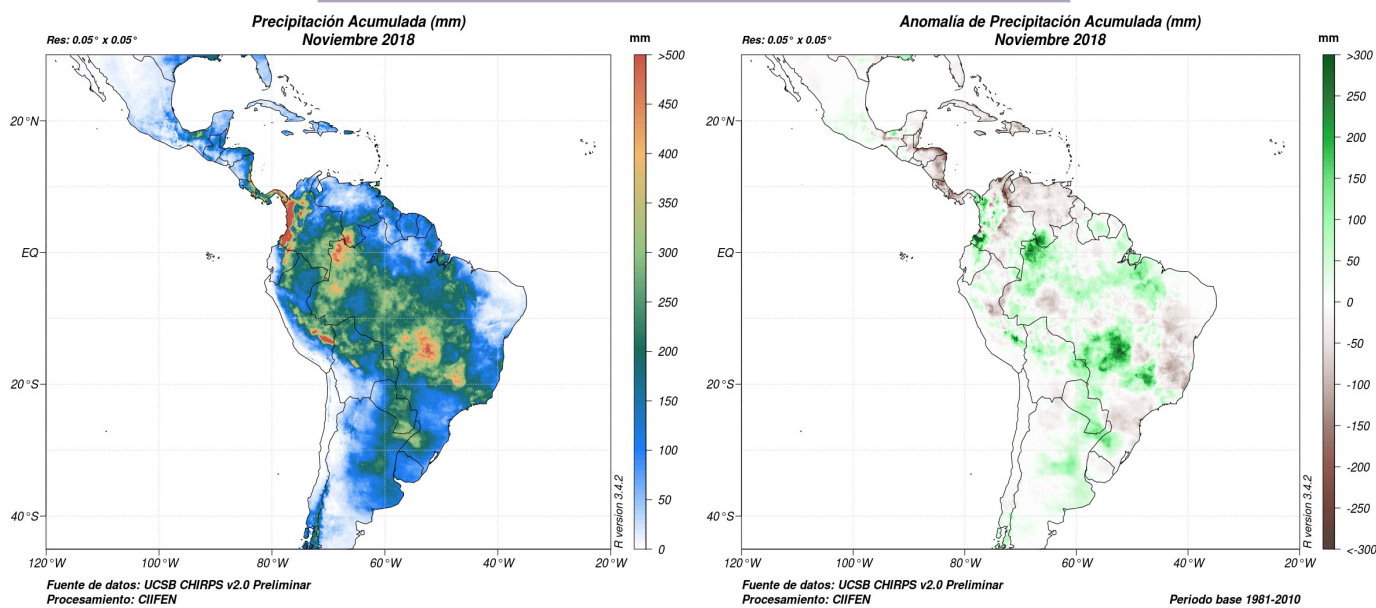 Precipitación Acumulada (mm)
Noviembre 2018
Res: 0.05° x 0.05°
mm
>500
450
400
350
300
250
200
150
100
50
0
20°N
EQ
20°S
40°S
120°W
100°W
80°W
60°W
40°W
20°W
R version 3.4.2
Fuente de datos: UCSB CHIRPS v2.0 Preliminar
Procesamiento: CIIFEN
Anomalía de Precipitación Acumulada (mm)
Noviembre 2018
Res: 0.05° x 0.05°
mm
>300
250
200
150
100
50
0
-50
-100
-150
-200
-250
-300
<-300
20°N
EQ
20°S
40°S
120°W
100°W
80°W
60°W
40°W
20°W
R version 3.4.2
Fuente de datos: UCSB CHIRPS v2.0 Preliminar
Procesamiento: CIIFEN
Periodo base 1981-2010